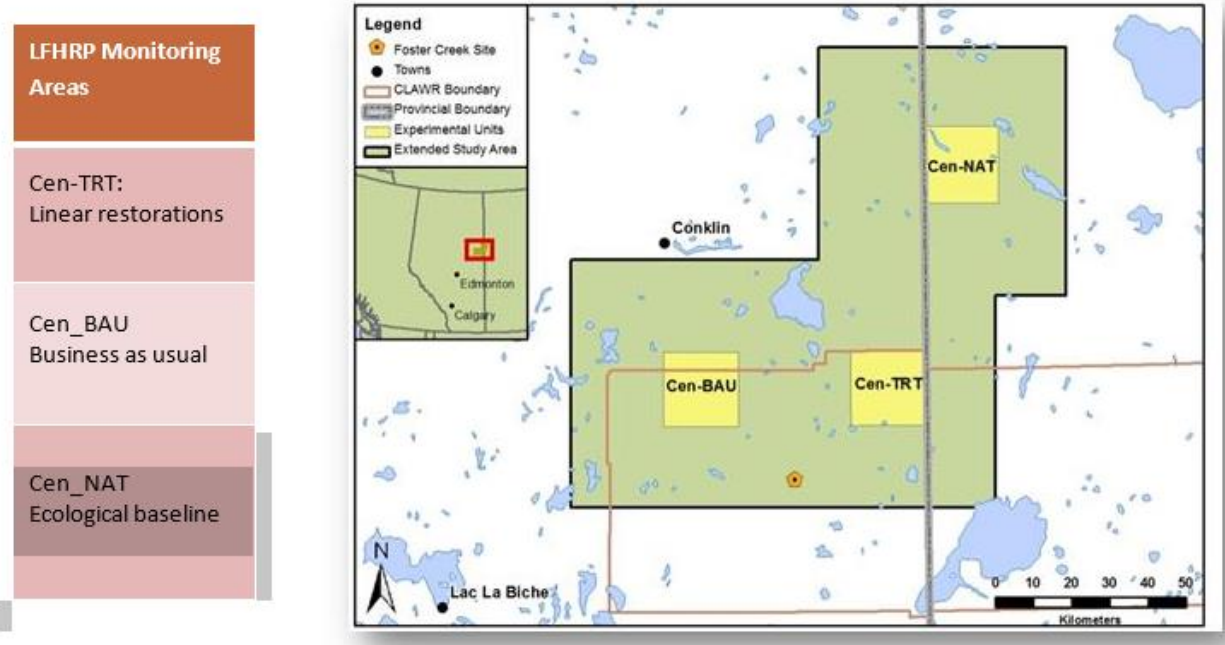 LFHRP Monitoring
Areas
Cen-TRT:
Linear restorations
Cen_BAU
Business as usual
Cen_NAT
Ecological baseline
Legend
Foster Creek Site
Towns
CLAWR Boundary
Provincial Boundary
Experimental Units
Extended Study Area
Edmonton
Calgary
Cen-NAT
Conklin
Cen-BAU
Cen-TRT
N
Lac La Biche
0 10 20 30 40 50
Kilometers